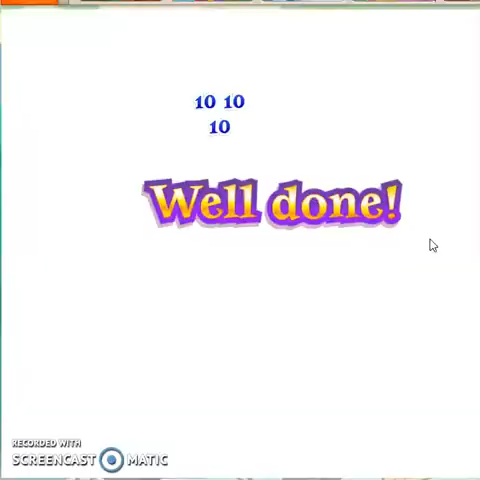 10 10
10
Well done!
RECORDED WITH
SCREENCAST MATIC